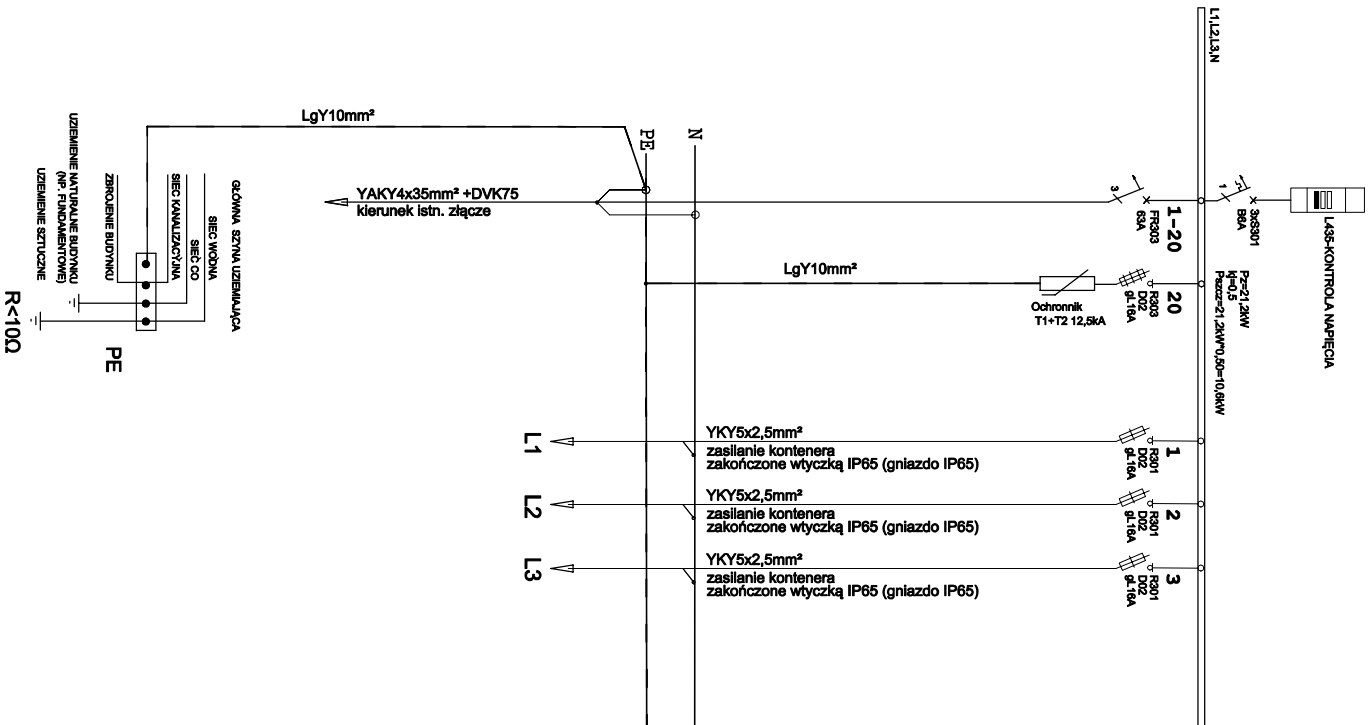 L1,L2,L3,N
L435-KONTROLA NAPIĘCIA
3xS301
B6A
1
Pz=21,2kW
kj=0,5
Pszcz=21,2kW*0,50=10,6kW
1-20
FR303
63A
3
20
R303
D02
gL16A
1
R301
D02
gL16A
2
R301
D02
gL16A
3
R301
D02
gL16A
Ochronnik
T1+T2 12,5kA
LgY10mm²
LgY10mm²
N
PE
YAKY4x35mm² +DVK75
kierunek istn. złącze
YKY5x2,5mm²
zasilanie kontenera
zakończone wtyczką IP65 (gniazdo IP65)
L1
YKY5x2,5mm²
zasilanie kontenera
zakończone wtyczką IP65 (gniazdo IP65)
L2
YKY5x2,5mm²
zasilanie kontenera
zakończone wtyczką IP65 (gniazdo IP65)
L3
GŁÓWNA SZYNA UZIEMIAJĄCA
SIEC WODNA
SIEĆ CO
SIEC KANALIZACYJNA
ZBROJENIE BUDYNKU
UZIEMIENIE NATURALNE BUDYNKU
(NP. FUNDAMENTOWE)
UZIEMIENIE SZTUCZNE
PE
R<10Ω